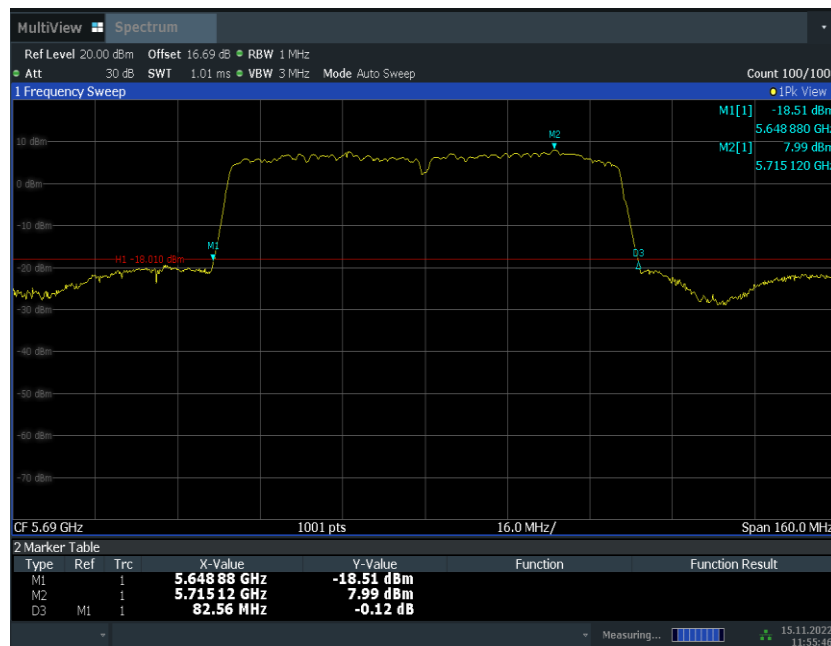 MultiView Spectrum
Ref Level 20.00 dBm Offset 16.69 dB RBW 1 MHz
Att 30 dB SWT 1.01 ms VBW 3 MHz Mode Auto Sweep Count 100/100
1 Frequency Sweep 1Pk View
M1[1] -18.51 dBm
5.648 880 GHz
M2[1] 7.99 dBm
5.715 120 GHz
M2
10 dBm
0 dBm
-10 dBm
M1
D3
H1 -18.010 dBm
-20 dBm
-30 dBm
-40 dBm
-50 dBm
-60 dBm
-70 dBm
CF 5.69 GHz 1001 pts 16.0 MHz/ Span 160.0 MHz
2 Marker Table
Type Ref Trc X-Value Y-Value Function Function Result
M1 1 5.648 88 GHz -18.51 dBm
M2 1 5.715 12 GHz 7.99 dBm
D3 M1 1 82.56 MHz -0.12 dB
Measuring... 15.11.2022
11:55:46